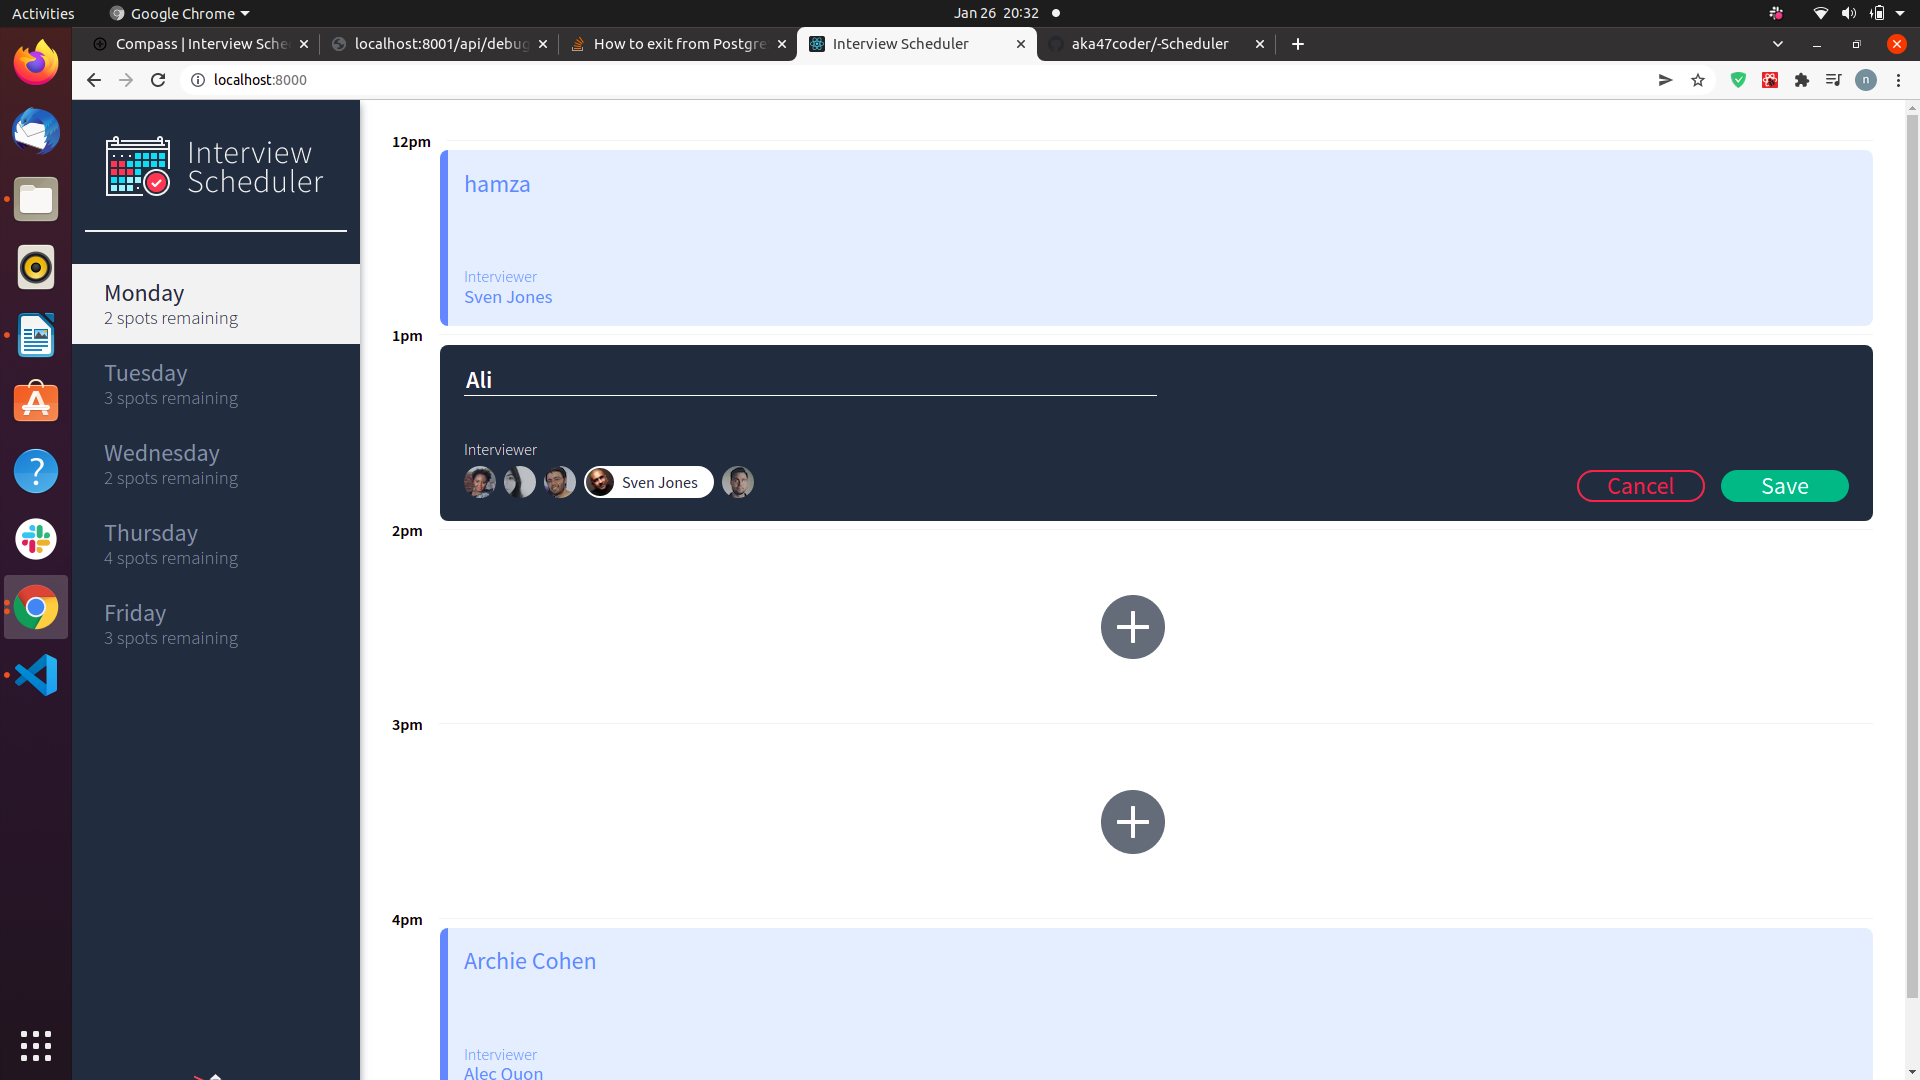 Activities
Google Chrome
Jan 26 20:32
Compass | Interview Sche
localhost:8001/api/debug
How to exit from Postgre
Interview Scheduler
aka47coder/-Scheduler
localhost:8000
n
Interview
Scheduler
Monday
2 spots remaining
Tuesday
3 spots remaining
Wednesday
2 spots remaining
Thursday
4 spots remaining
Friday
3 spots remaining
12pm
hamza
Interviewer
Sven Jones
1pm
Ali
Interviewer
Sven Jones
Cancel
Save
2pm
3pm
4pm
Archie Cohen
Interviewer
Alec Quon